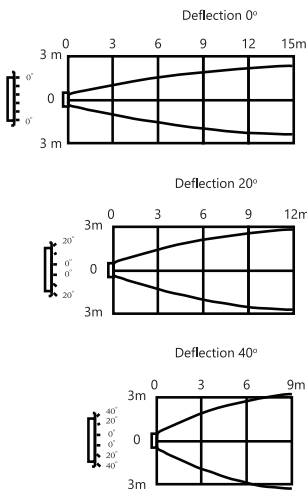 Deflection 0º
0 3 6 9 12 15m
3 m
0° 0
0°
3 m
Deflection 20º
0 3 6 9 12m
3m
20°
0° 0
0°
20° 3m
Deflection 40º
0 3 6 9m
3m
40°
20°
0° 0
0°
20°
40° 3m